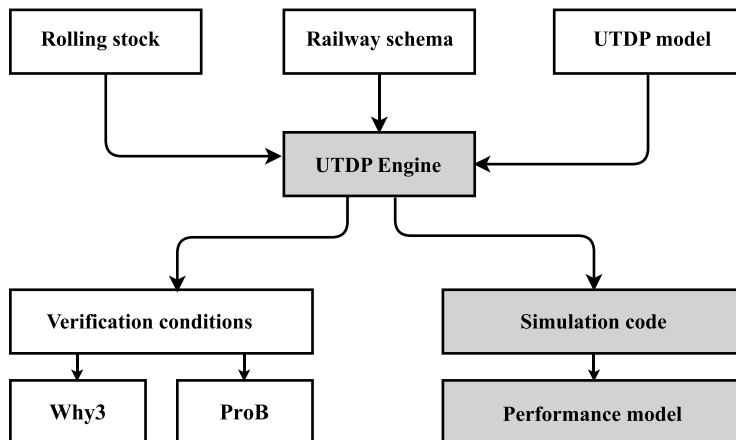 Rolling stock
Railway schema
UTDP model
UTDP Engine
Verification conditions
Simulation code
Why3
ProB
Performance model